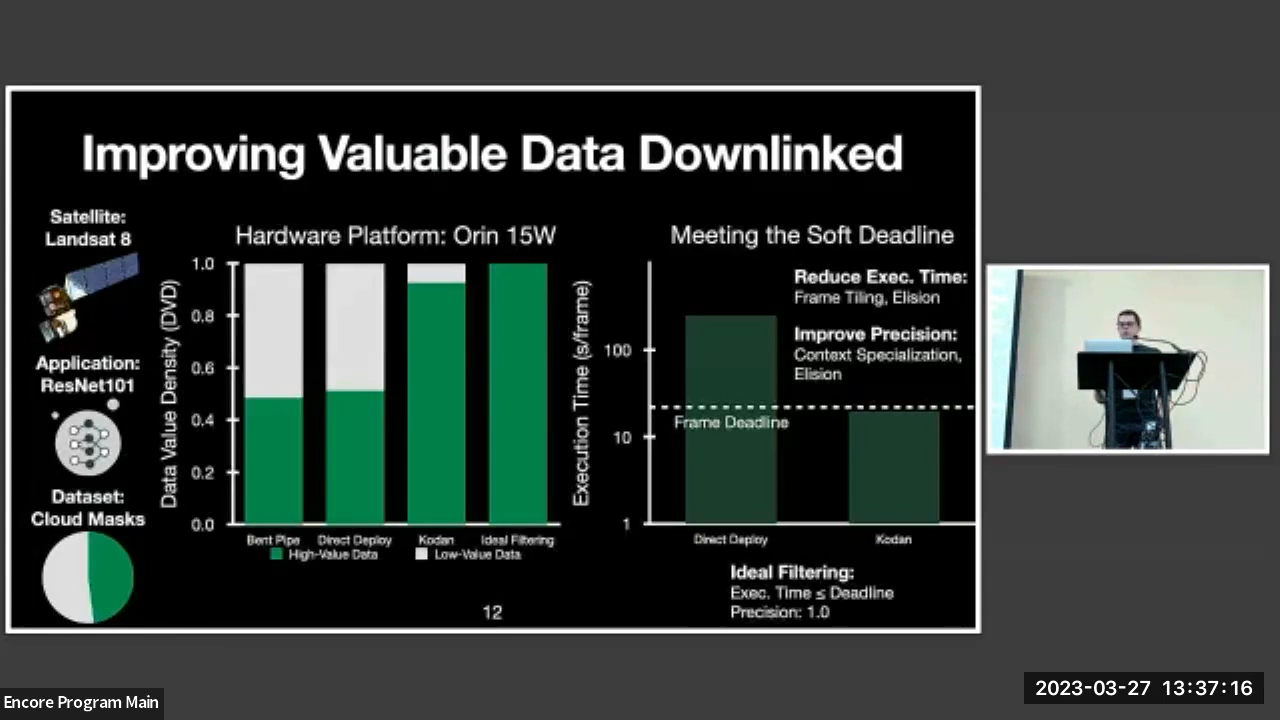 Improving Valuable Data Downlinked
Satellite:
Landsat 8
Application:
ResNet101
Dataset:
Cloud Masks
Hardware Platform: Orin 15W
Data Value Density (DVD)
1.0
0.8
0.6
0.4
0.2
0.0
Bent Pipe
Direct Deploy
Kodan
Ideal Filtering
High-Value Data
Low-Value Data
Meeting the Soft Deadline
Execution Time (s/frame)
100
10
1
Reduce Exec. Time:
Frame Tiling, Elision
Improve Precision:
Context Specialization,
Elision
Frame Deadline
Direct Deploy
Kodan
Ideal Filtering:
Exec. Time ≤ Deadline
Precision: 1.0
12
Encore Program Main
2023-03-27 13:37:16